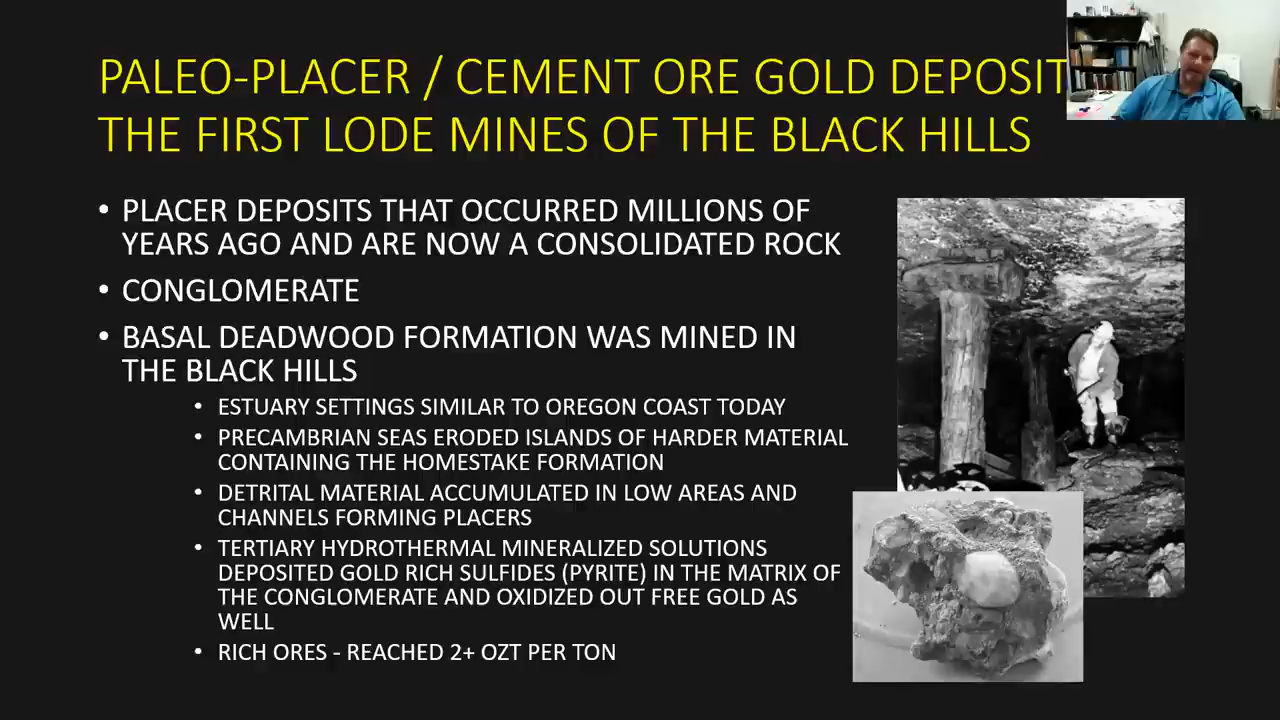 PALEO-PLACER / CEMENT ORE GOLD DEPOSIT
THE FIRST LODE MINES OF THE BLACK HILLS
• PLACER DEPOSITS THAT OCCURRED MILLIONS OF
YEARS AGO AND ARE NOW A CONSOLIDATED ROCK
• CONGLOMERATE
• BASAL DEADWOOD FORMATION WAS MINED IN
THE BLACK HILLS
• ESTUARY SETTINGS SIMILAR TO OREGON COAST TODAY
• PRECAMBRIAN SEAS ERODED ISLANDS OF HARDER MATERIAL
CONTAINING THE HOMESTAKE FORMATION
• DETRITAL MATERIAL ACCUMULATED IN LOW AREAS AND
CHANNELS FORMING PLACERS
• TERTIARY HYDROTHERMAL MINERALIZED SOLUTIONS
DEPOSITED GOLD RICH SULFIDES (PYRITE) IN THE MATRIX OF
THE CONGLOMERATE AND OXIDIZED OUT FREE GOLD AS
WELL
• RICH ORES - REACHED 2+ OZT PER TON